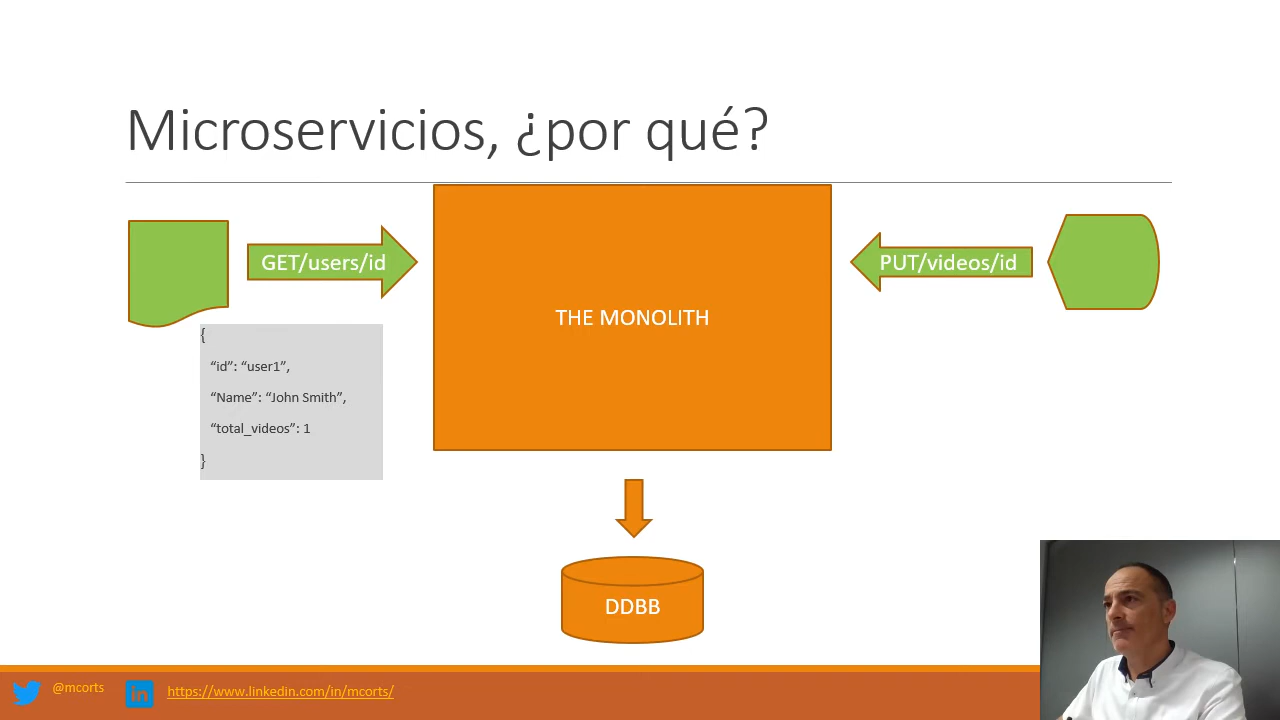 Microservicios, ¿por qué?
GET/users/id
THE MONOLITH
PUT/videos/id
{
“id”: “user1”,
“Name”: “John Smith”,
“total_videos”: 1
}
DDBB
@mcorts
in
https://www.linkedin.com/in/mcorts/